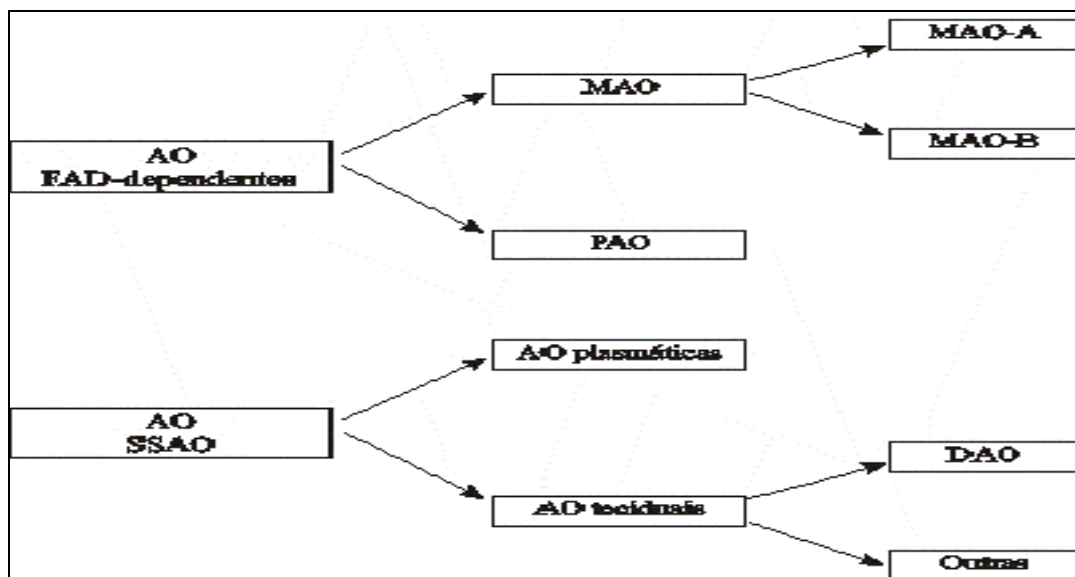 MAO-A
MAO
MAO-B
AO
FAD-dependentes
PAO
AO plasmáticas
AO
SSAO
DAO
AO teciduais
Outras